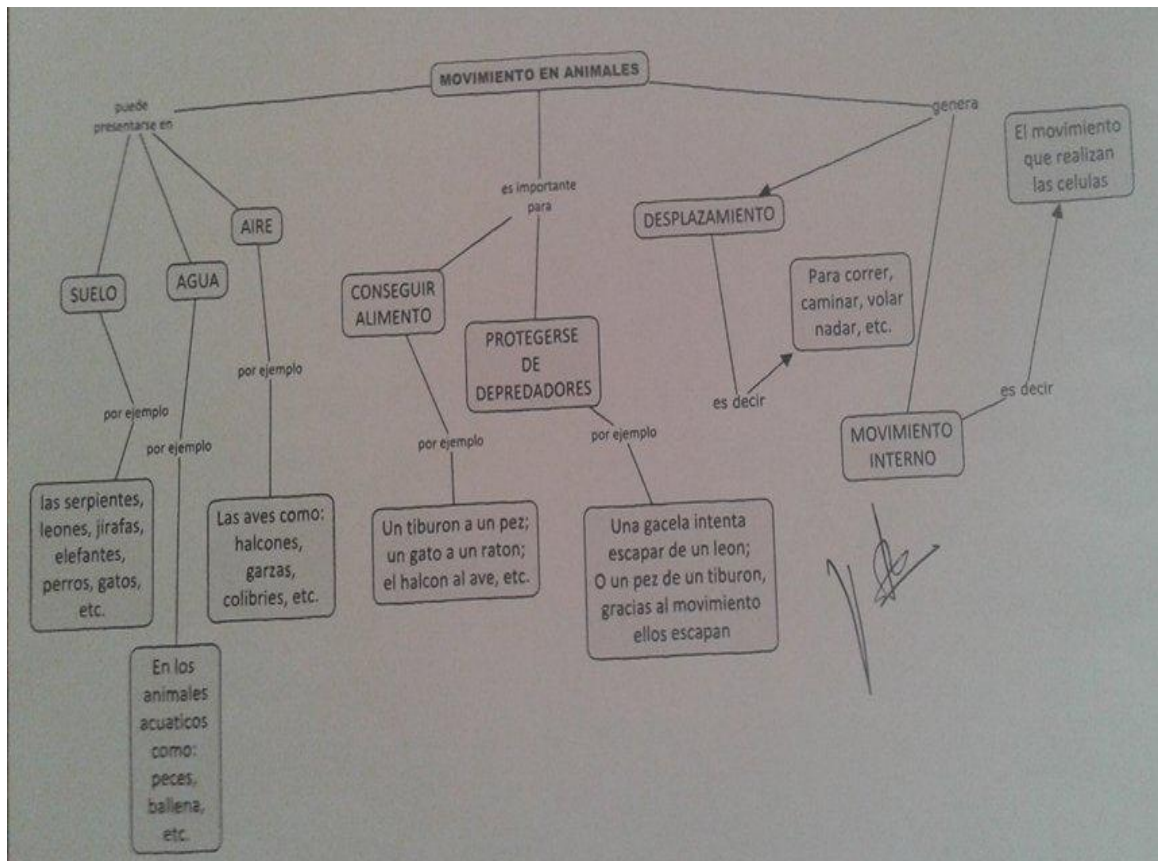 MOVIMIENTO EN ANIMALES
puede
presentarse en
es importante
para
genera
El movimiento
que realizan
las celulas
SUELO
AGUA
AIRE
CONSEGUIR
ALIMENTO
PROTEGERSE
DE
DEPREDADORES
DESPLAZAMIENTO
Para correr,
caminar, volar
nadar, etc.
es decir
MOVIMIENTO
INTERNO
es decir
por ejemplo
por ejemplo
por ejemplo
por ejemplo
por ejemplo
las serpientes,
leones, jirafas,
elefantes,
perros, gatos,
etc.
En los
animales
acuaticos
como:
peces,
ballena,
etc.
Las aves como:
halcones,
garzas,
colibries, etc.
Un tiburon a un pez;
un gato a un raton;
el halcon al ave, etc.
Una gacela intenta
escapar de un leon;
O un pez de un tiburon,
gracias al movimiento
ellos escapan